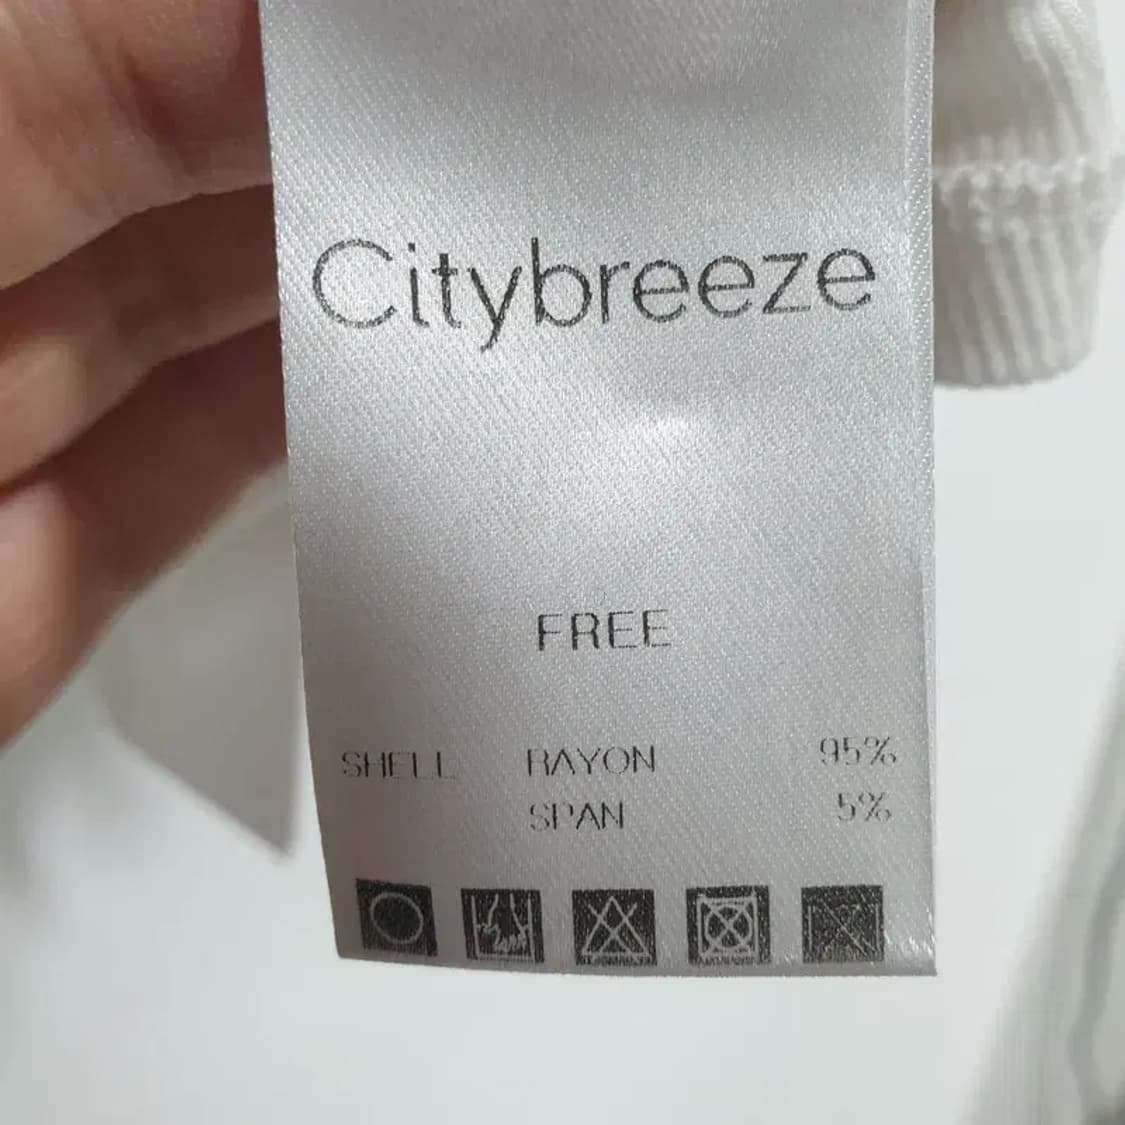 Citybreeze
FREE
SHELL RAYON 95%
SPAN 5%